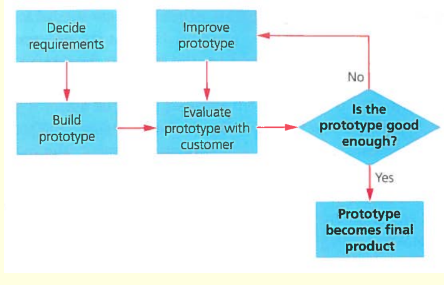 Decide
requirements
Improve
prototype
No
Build
prototype
Evaluate
prototype with
customer
Is the
prototype good
enough?
Yes
Prototype
becomes final
product